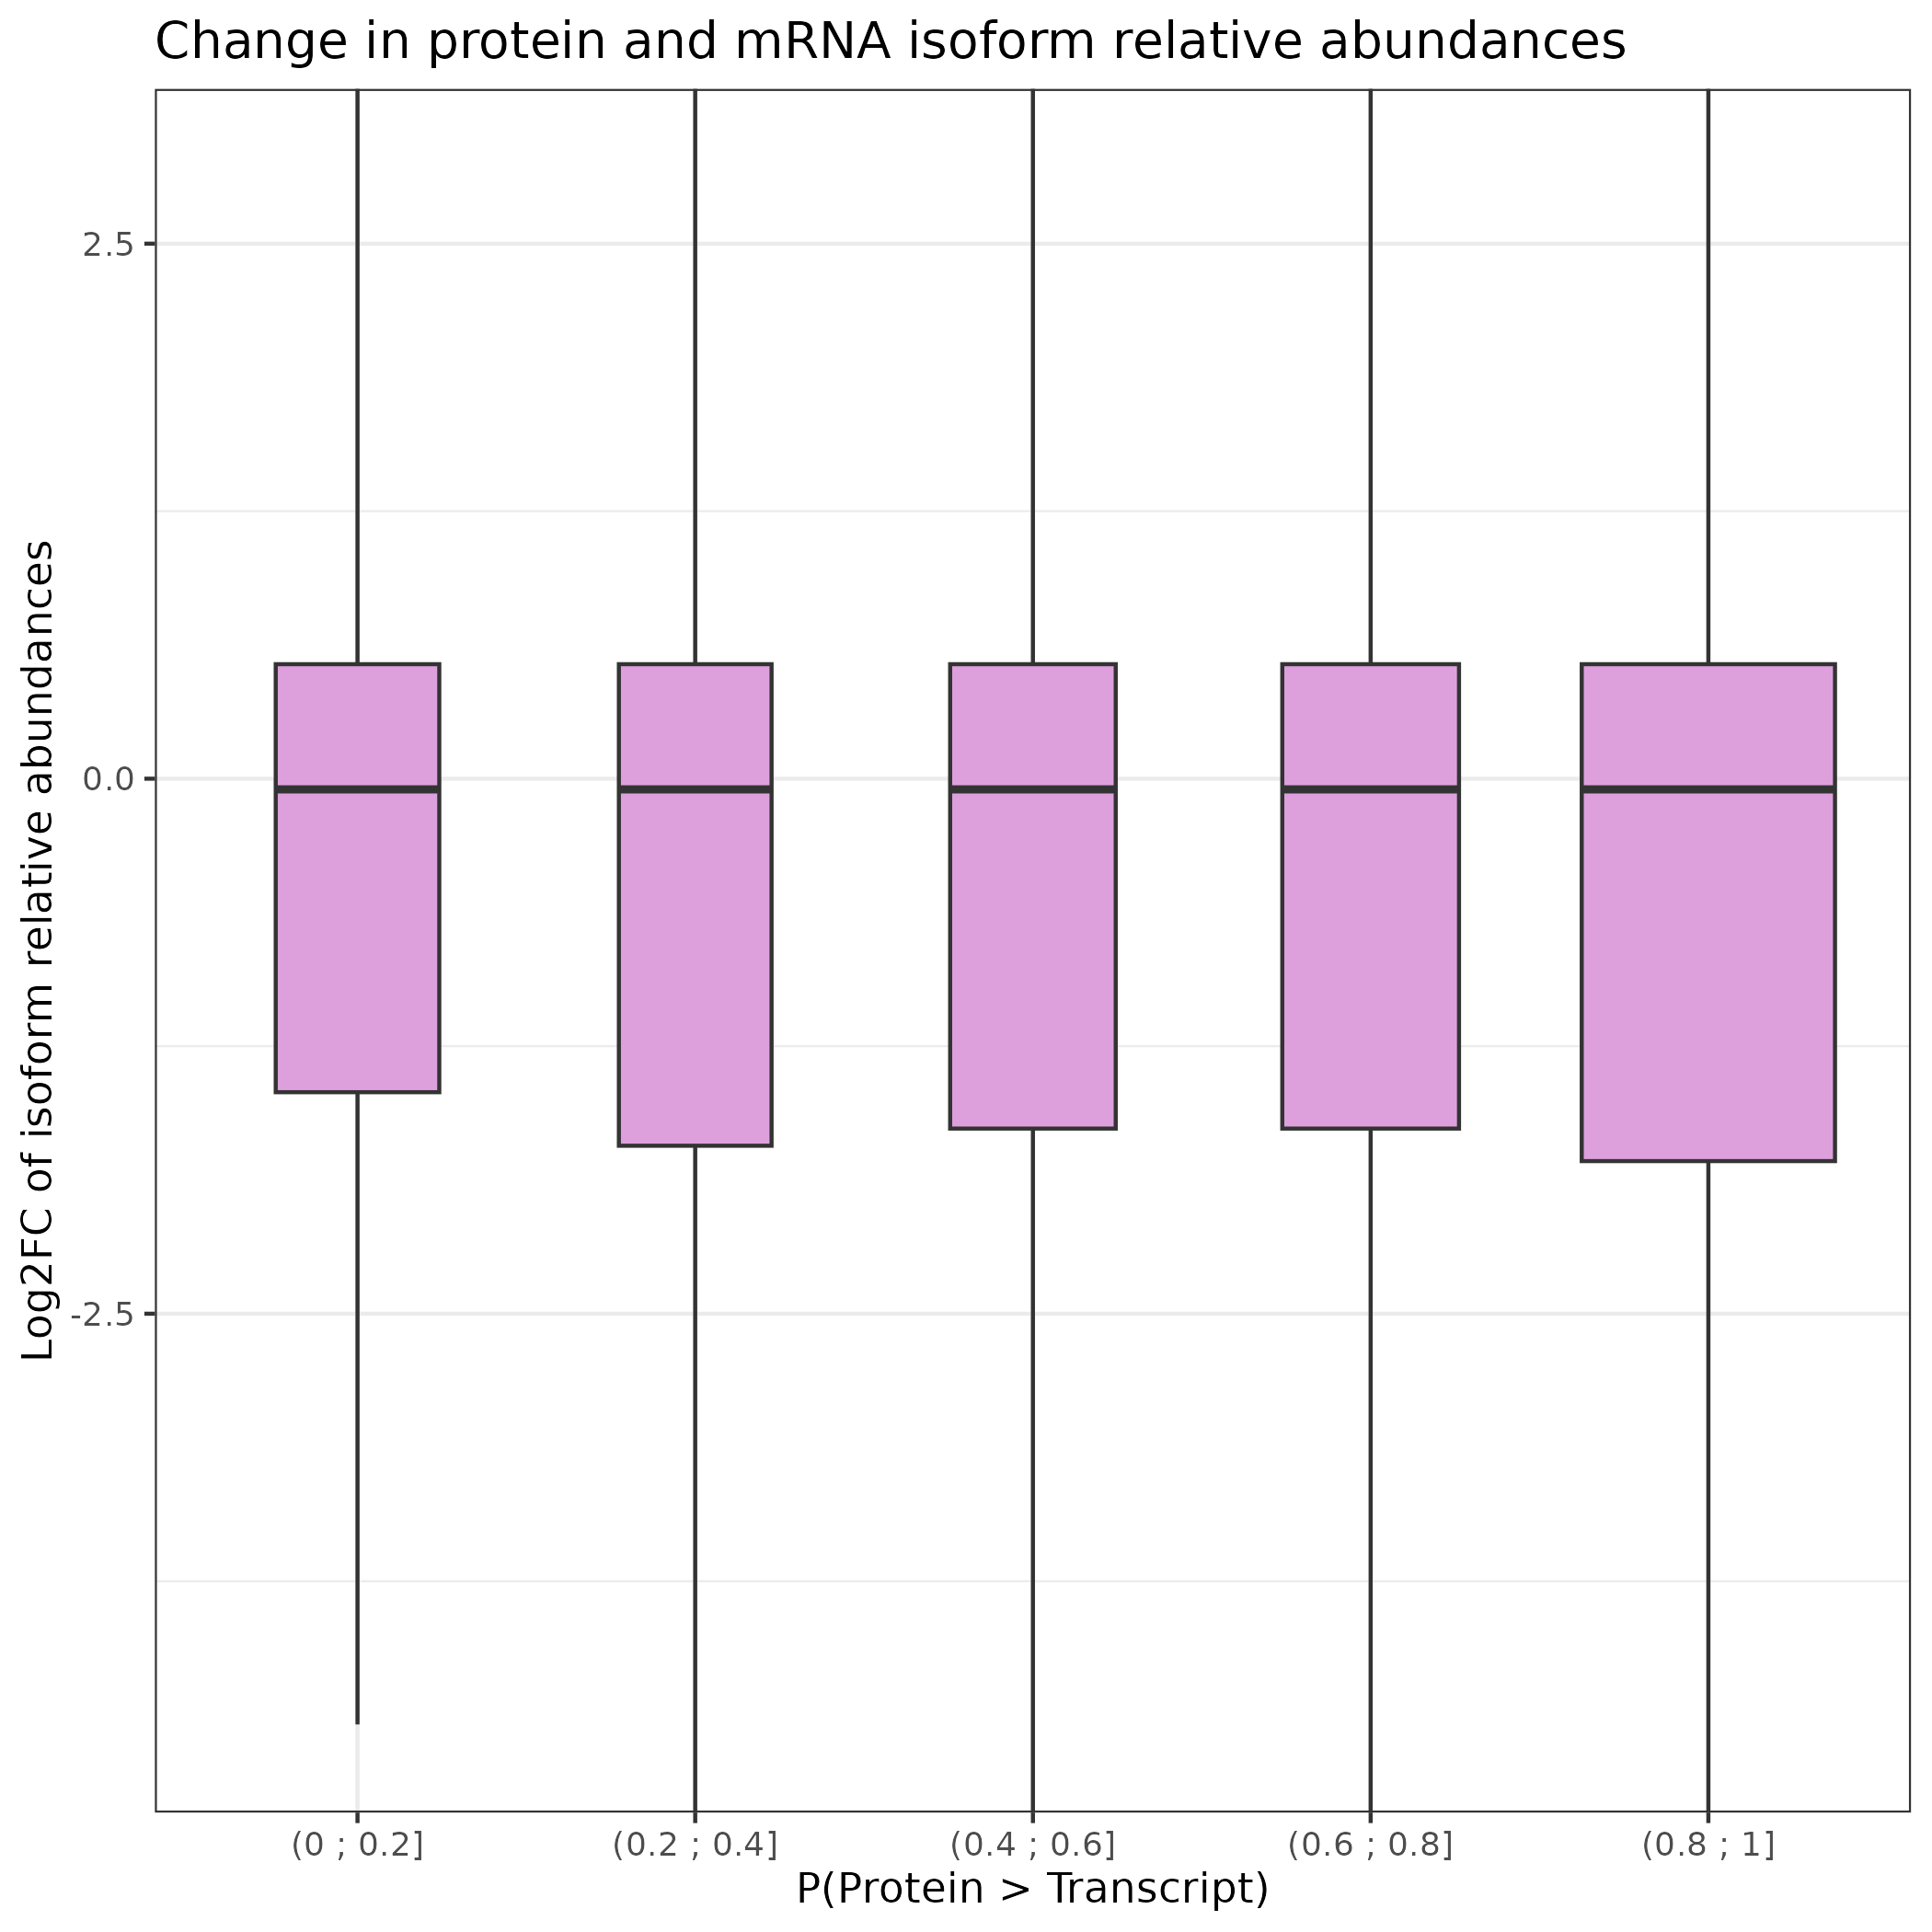 Change in protein and mRNA isoform relative abundances
Log2FC of isoform relative abundances
2.5
0.0
-2.5
(0 ; 0.2]
(0.2 ; 0.4]
(0.4 ; 0.6]
(0.6 ; 0.8]
(0.8 ; 1]
P(Protein > Transcript)